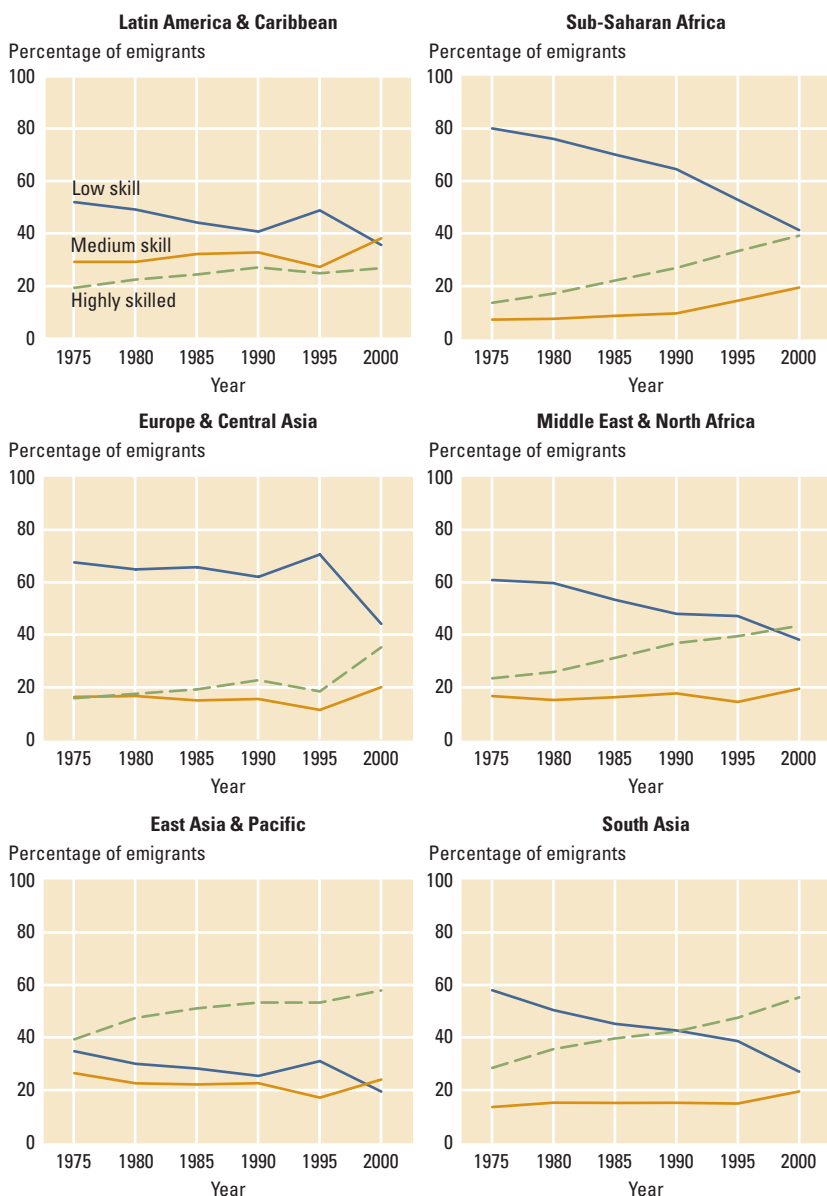 Latin America & Caribbean
Percentage of emigrants
100
80
60
40
20
0
Low skill
Medium skill
Highly skilled
1975 1980 1985 1990 1995 2000
Year
Sub-Saharan Africa
Percentage of emigrants
100
80
60
40
20
0
1975 1980 1985 1990 1995 2000
Year
Europe & Central Asia
Percentage of emigrants
100
80
60
40
20
0
1975 1980 1985 1990 1995 2000
Year
Middle East & North Africa
Percentage of emigrants
100
80
60
40
20
0
1975 1980 1985 1990 1995 2000
Year
East Asia & Pacific
Percentage of emigrants
100
80
60
40
20
0
1975 1980 1985 1990 1995 2000
Year
South Asia
Percentage of emigrants
100
80
60
40
20
0
1975 1980 1985 1990 1995 2000
Year